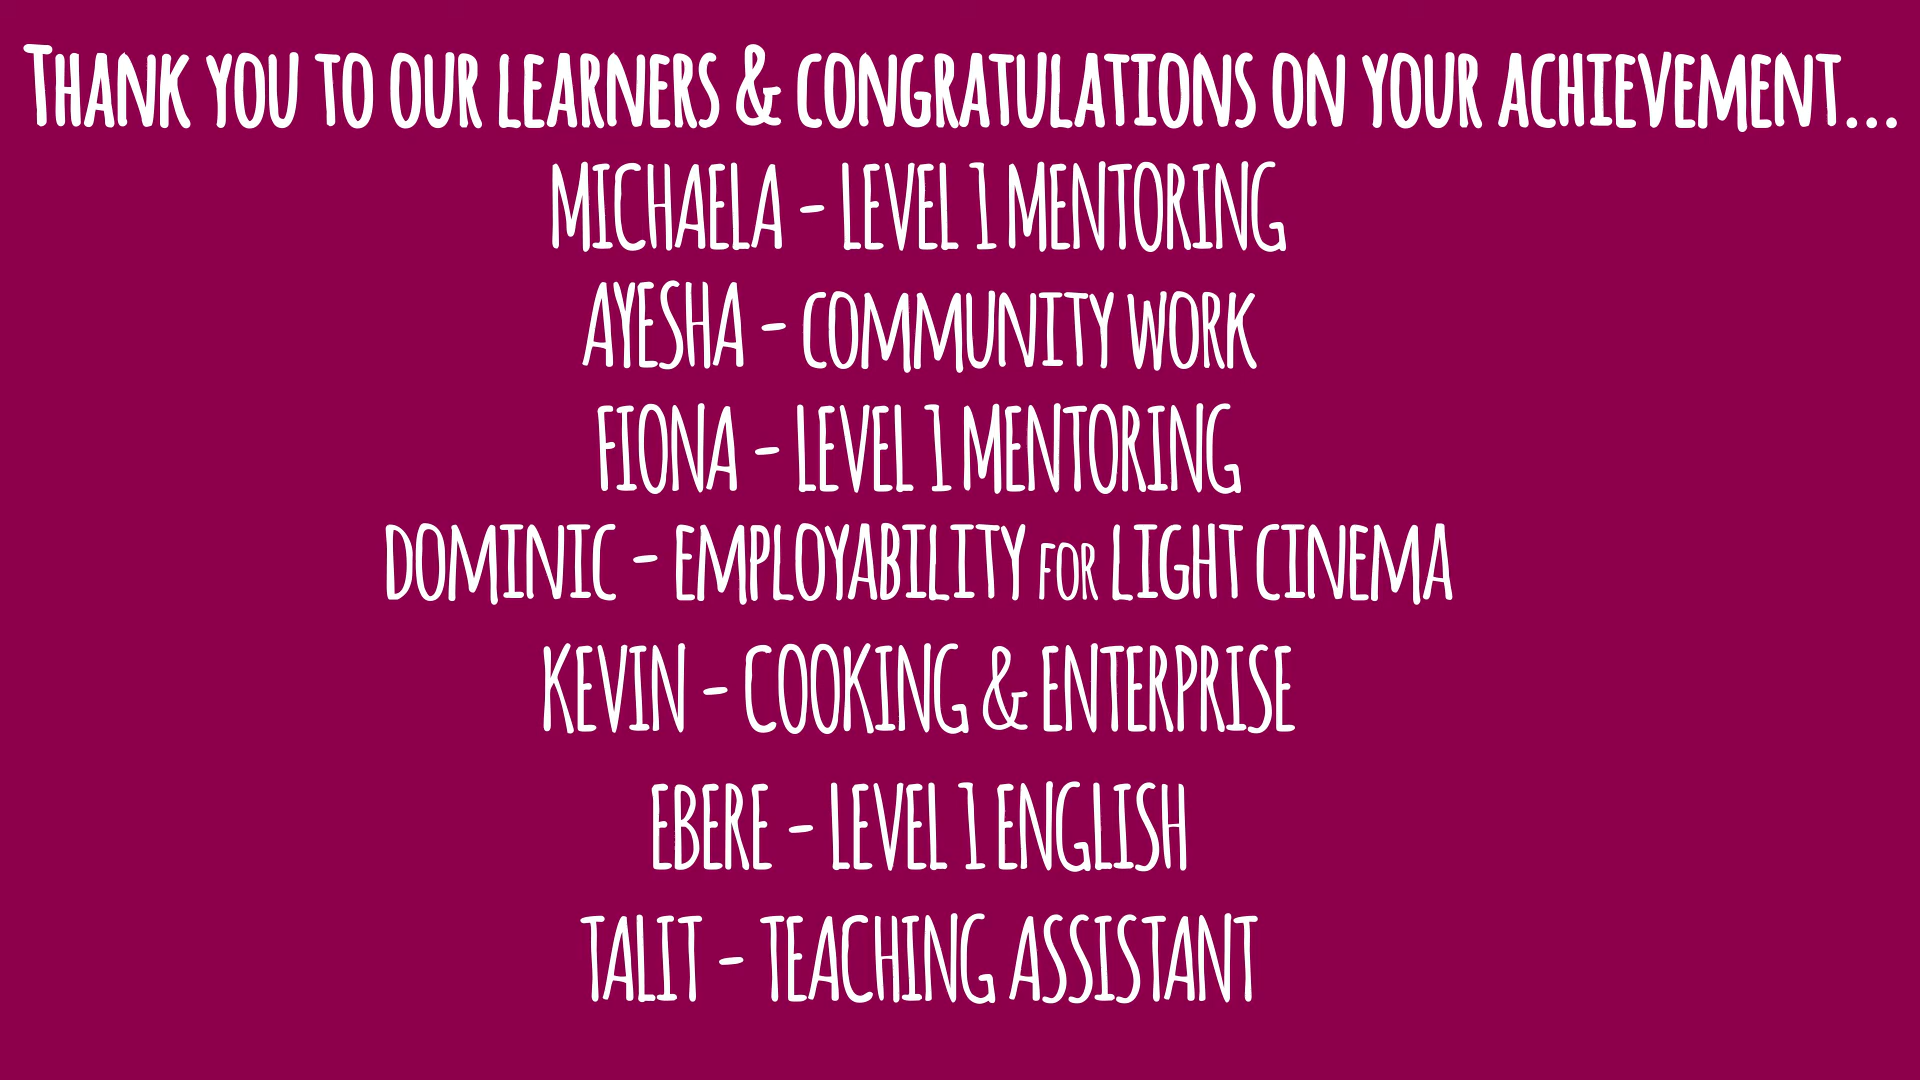 Thank you to our learners & congratulations on your achievement...
MICHAELA - LEVEL 1 MENTORING
AYESHA - COMMUNITY WORK
FIONA - LEVEL 1 MENTORING
DOMINIC - EMPLOYABILITY FOR LIGHT CINEMA
KEVIN - COOKING & ENTERPRISE
EBERE - LEVEL 1 ENGLISH
TALIT - TEACHING ASSISTANT